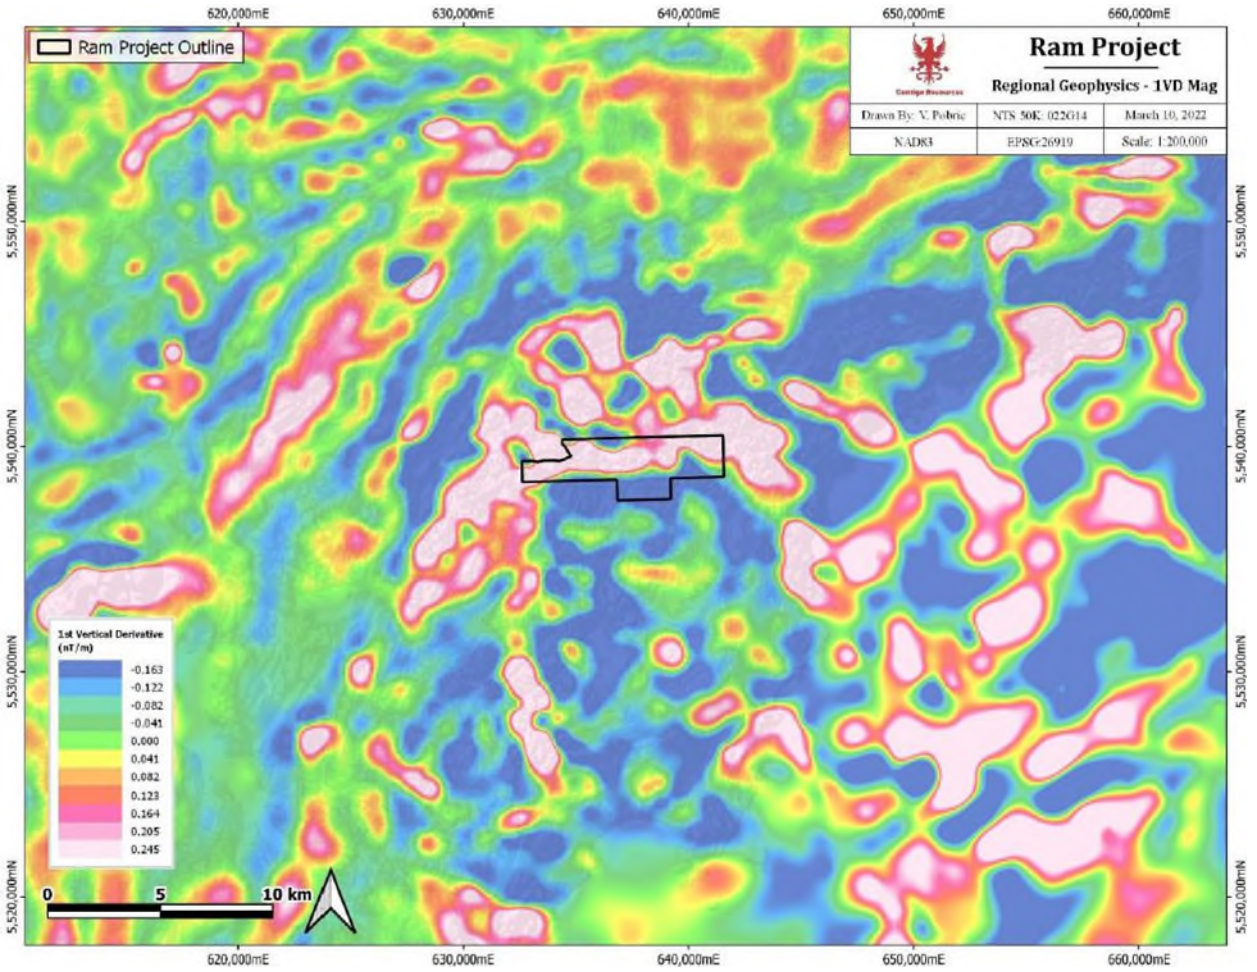 620,000mE 630,000mE 640,000mE 650,000mE 660,000mE
Ram Project Outline
Ram Project
Regional Geophysics - 1VD Mag
Contigo Resources
Drawn By: V. Pobric NTS 50K: 022G14 March 10, 2022
NAD83 EPSG:26919 Scale: 1:200,000
5,550,000mN 5,550,000mN
5,540,000mN 5,540,000mN
5,530,000mN 5,530,000mN
5,520,000mN 5,520,000mN
1st Vertical Derivative
(nT/m)
-0.163
-0.122
-0.082
-0.041
0.000
0.041
0.082
0.123
0.164
0.205
0.245
0 5 10 km
620,000mE 630,000mE 640,000mE 650,000mE 660,000mE